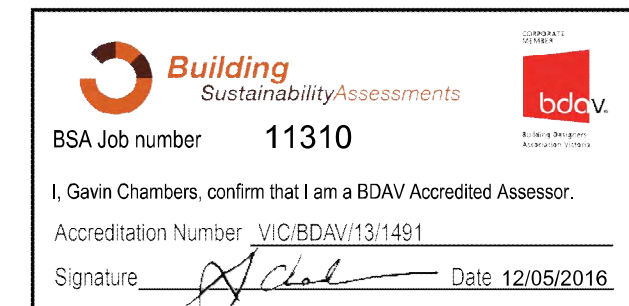 CORPORATE
MEMBER
Building
SustainabilityAssessments
bdav.
Building Designers
Association Victoria
BSA Job number 11310
I, Gavin Chambers, confirm that I am a BDAV Accredited Assessor.
Accreditation Number VIC/BDAV/13/1491
Signature Date 12/05/2016